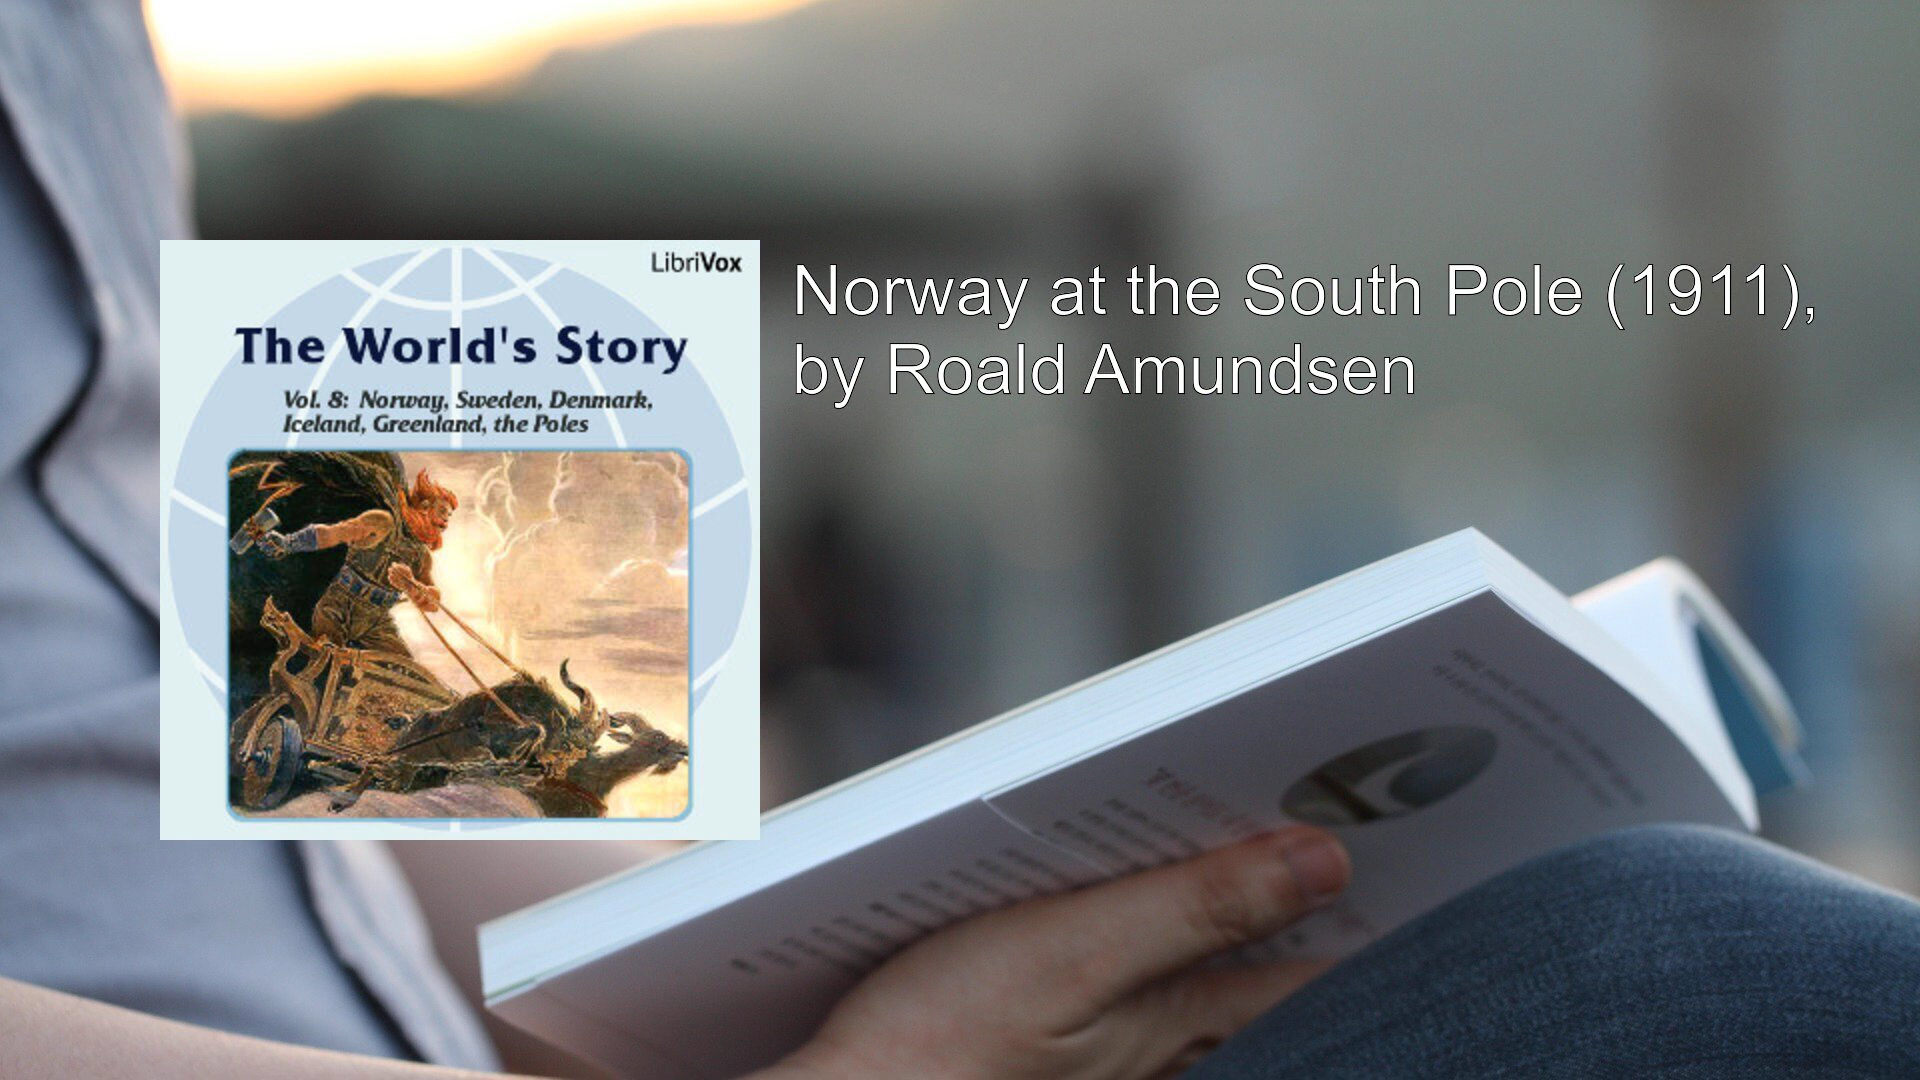 LibriVox
The World's Story
Vol. 8: Norway, Sweden, Denmark,
Iceland, Greenland, the Poles
Norway at the South Pole (1911),
by Roald Amundsen